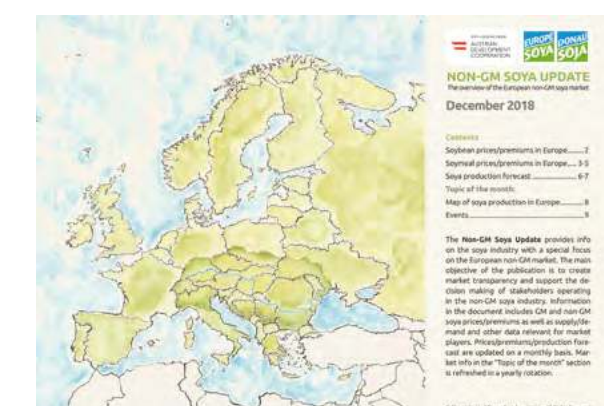 AUSTRIAN
DEVELOPMENT
COOPERATION
EUROPE
SOYA
DONAU
SOJA
NON-GM SOYA UPDATE
The overview of the European non-GM soya market
December 2018
Contents
Soybean prices/premiums in Europe 2
Soymeal prices/premiums in Europe 3-5
Soya production forecast 6-7
Topic of the month:
Map of soya production in Europe 8
Events 9
The Non-GM Soya Update provides info
on the soya industry with a special focus
on the European non-GM market. The main
objective of the publication is to create
market transparency and support the de-
cision making of stakeholders operating
in the non-GM soya industry. Information
in the document includes GM and non-GM
soya prices/premiums as well as supply/de-
mand and other data relevant for market
players. Prices/premiums/production fore-
cast are updated on a monthly basis. Mar-
ket info in the "Topic of the month" section
is refreshed in a yearly rotation.